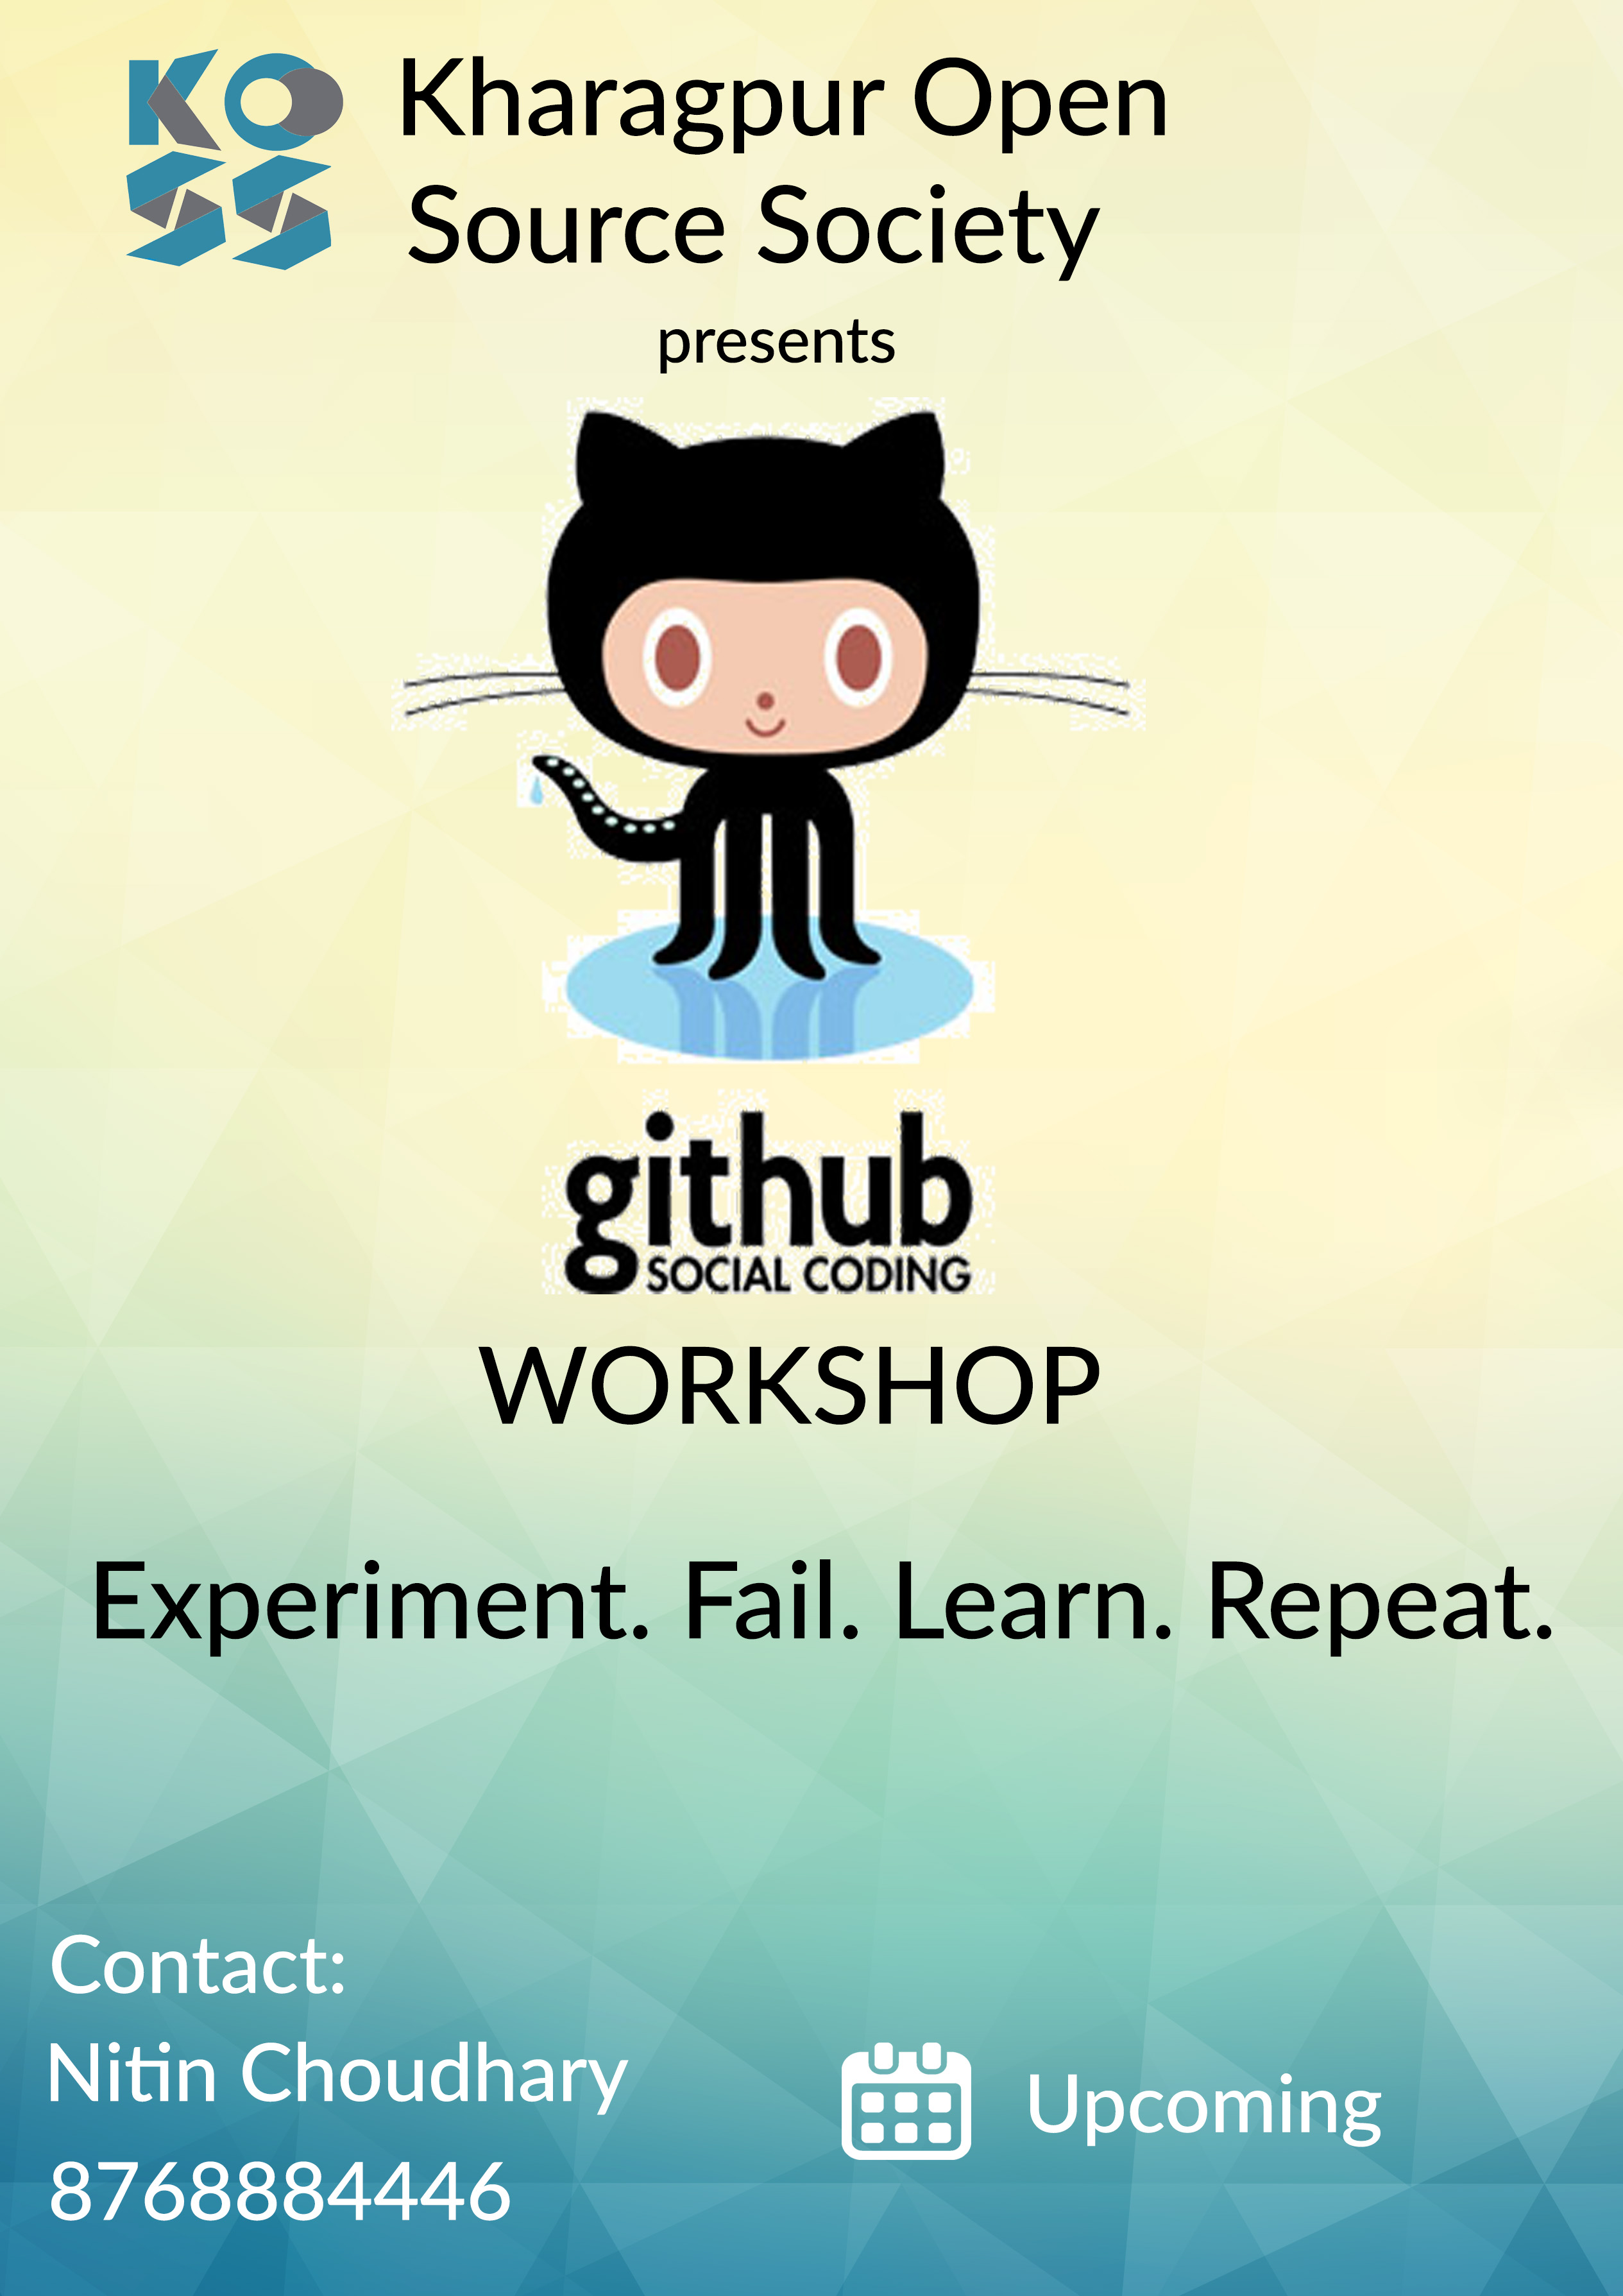 KO
SS
Kharagpur Open
Source Society
presents
github
SOCIAL CODING
WORKSHOP
Experiment. Fail. Learn. Repeat.
Contact:
Nitin Choudhary
8768884446
Upcoming